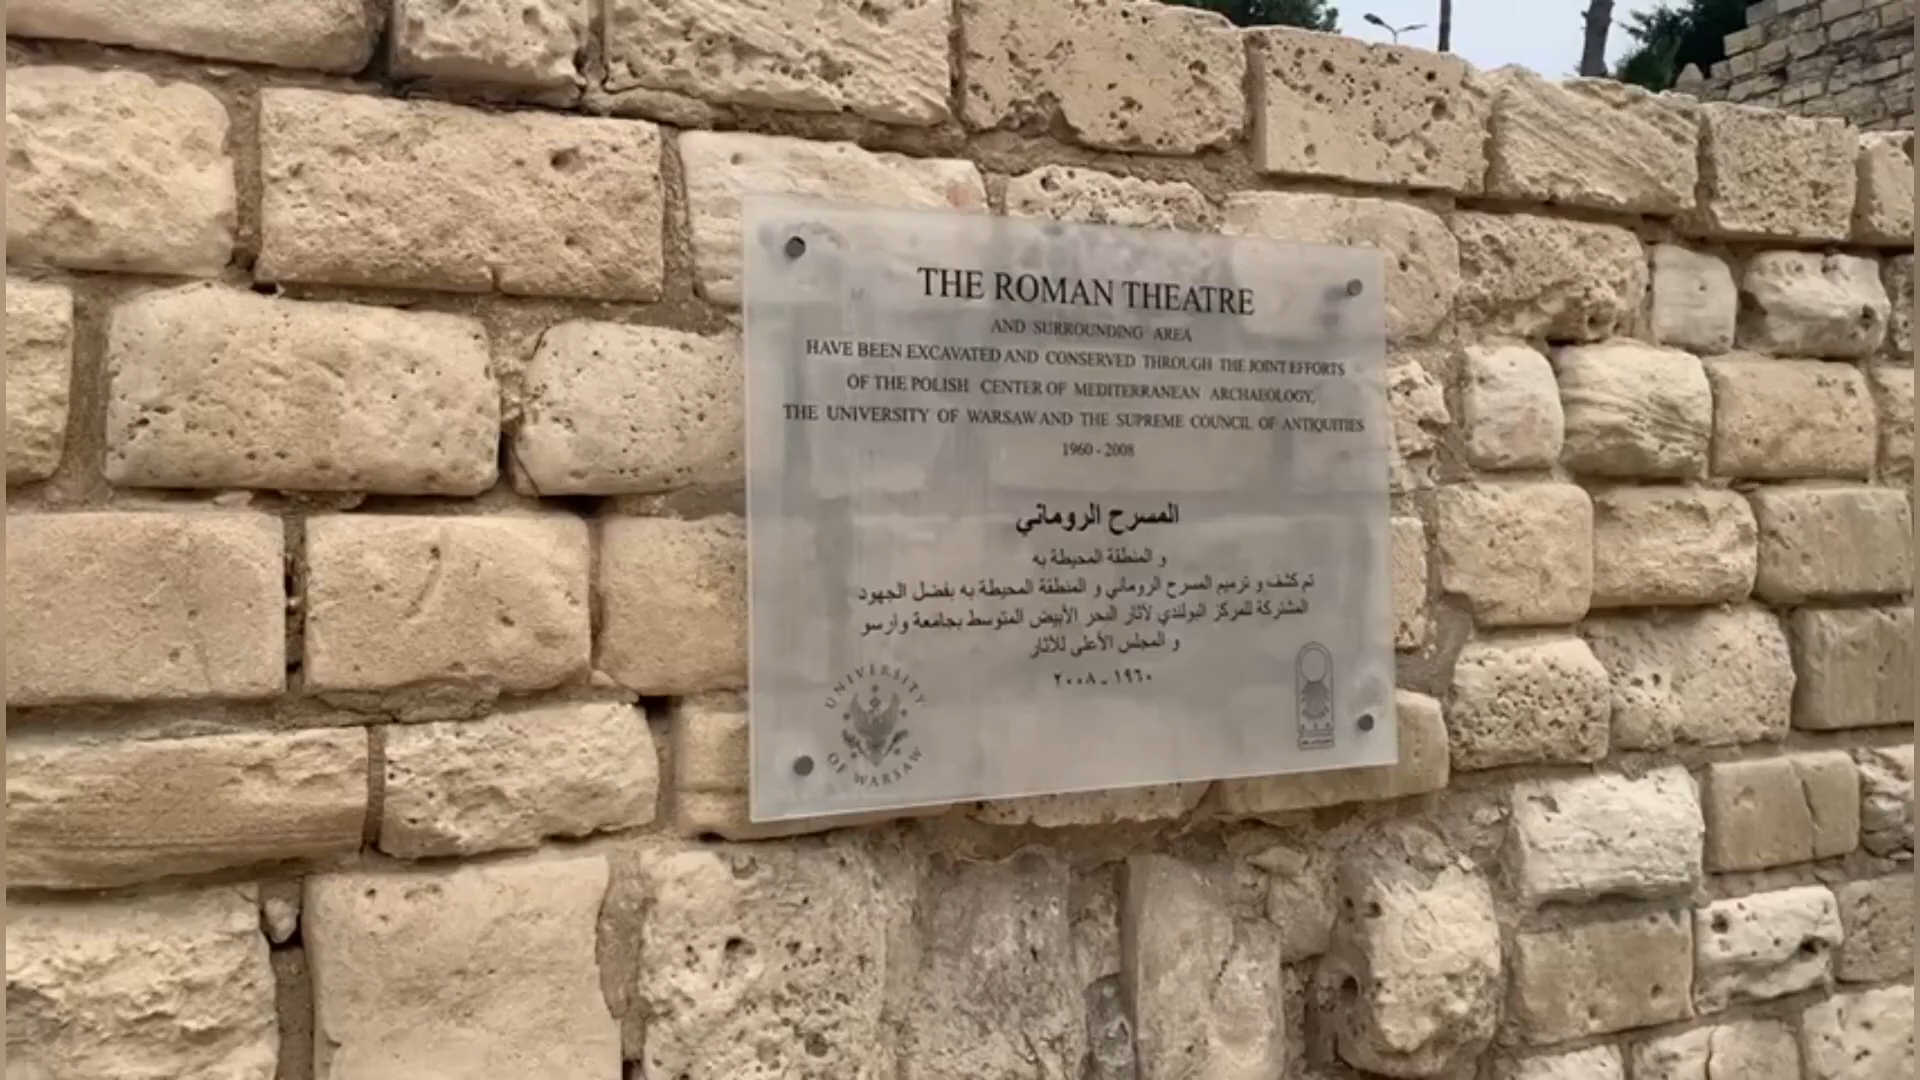 THE ROMAN THEATRE
AND SURROUNDING AREA
HAVE BEEN EXCAVATED AND CONSERVED THROUGH THE JOINT EFFORTS
OF THE POLISH CENTER OF MEDITERRANEAN ARCHAEOLOGY,
THE UNIVERSITY OF WARSAW AND THE SUPREME COUNCIL OF ANTIQUITIES
1960 - 2008
المسرح الروماني
و المنطقة المحيطة به
تم كشف و ترميم المسرح الروماني و المنطقة المحيطة به بفضل الجهود
المشتركة للمركز البولندي لآثار البحر الأبيض المتوسط بجامعة وارسو
و المجلس الأعلى للآثار
١٩٦٠ - ٢٠٠٨
UNIVERSITY
OF WARSAW